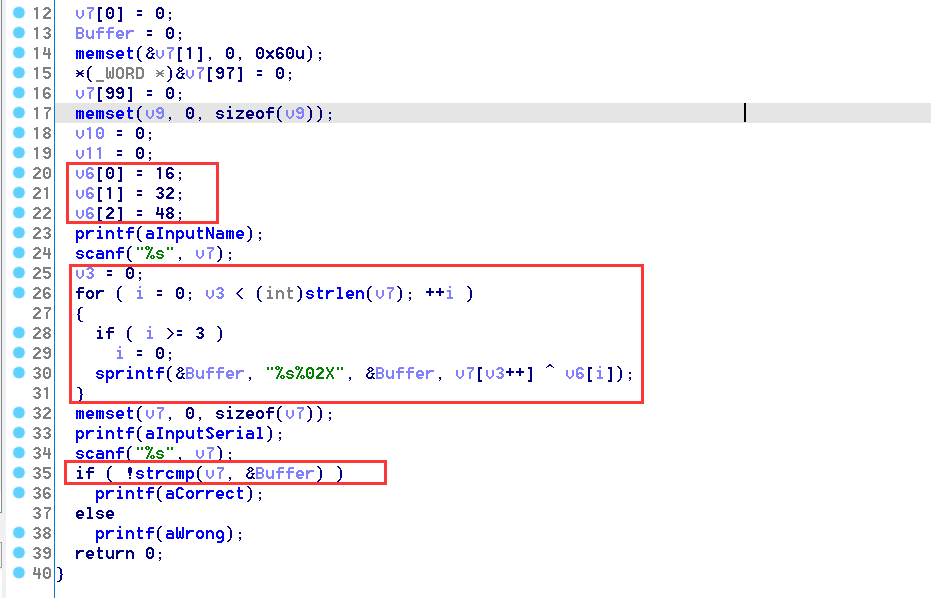 12 v7[0] = 0;
13 Buffer = 0;
14 memset(&v7[1], 0, 0x60u);
15 *(_WORD *)&v7[97] = 0;
16 v7[99] = 0;
17 memset(v9, 0, sizeof(v9));
18 v10 = 0;
19 v11 = 0;
20 v6[0] = 16;
21 v6[1] = 32;
22 v6[2] = 48;
23 printf(aInputName);
24 scanf("%s", v7);
25 v3 = 0;
26 for ( i = 0; v3 < (int)strlen(v7); ++i )
27 {
28 if ( i >= 3 )
29 i = 0;
30 sprintf(&Buffer, "%s%02X", &Buffer, v7[v3++] ^ v6[i]);
31 }
32 memset(v7, 0, sizeof(v7));
33 printf(aInputSerial);
34 scanf("%s", v7);
35 if ( !strcmp(v7, &Buffer) )
36 printf(aCorrect);
37 else
38 printf(aWrong);
39 return 0;
40 }